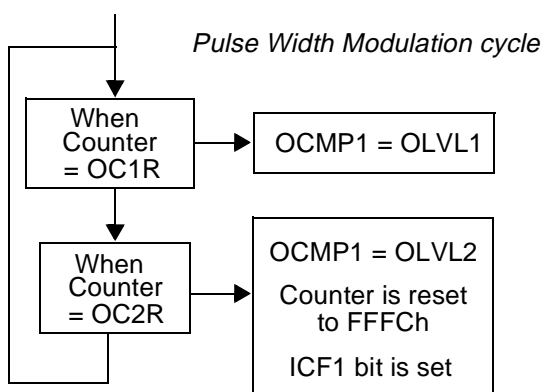 Pulse Width Modulation cycle
When
Counter
= OC1R
OCMP1 = OLVL1
When
Counter
= OC2R
OCMP1 = OLVL2
Counter is reset
to FFFCh
ICF1 bit is set